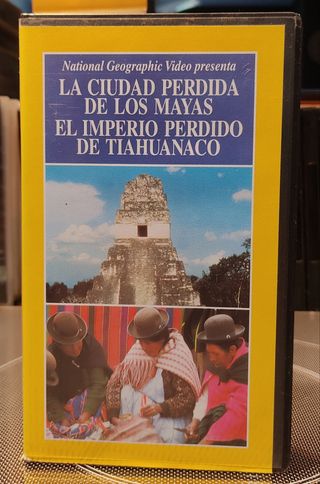 National Geographic Video presenta
LA CIUDAD PERDIDA
DE LOS MAYAS
EL IMPERIO PERDIDO
DE TIAHUANACO